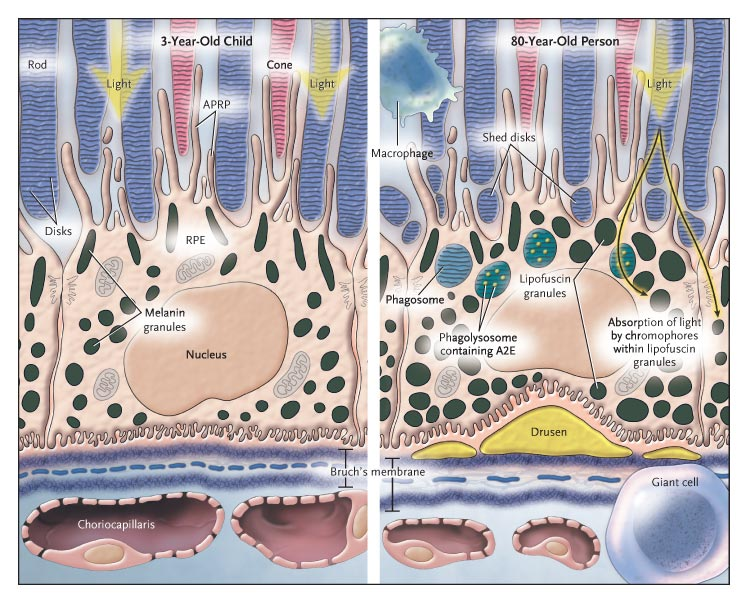 3-Year-Old Child
Rod
Light
Cone
Light
APRP
Disks
RPE
Melanin
granules
Nucleus
Choriocapillaris
Bruch's membrane
80-Year-Old Person
Light
Macrophage
Shed disks
Phagosome
Lipofuscin
granules
Phagolysosome
containing A2E
Absorption of light
by chromophores
within lipofuscin
granules
Drusen
Giant cell